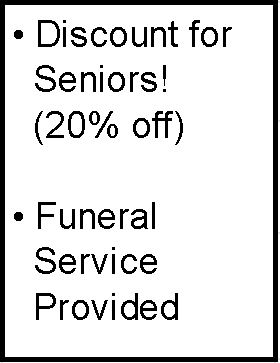 • Discount for
Seniors!
(20% off)
• Funeral
Service
Provided